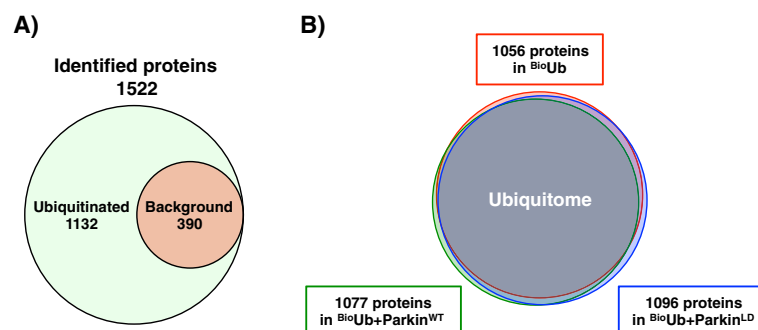 A)
Identified proteins
1522
Ubiquitinated
1132
Background
390
B)
1056 proteins
in BioUb
Ubiquitome
1077 proteins
in BioUb+ParkinWT
1096 proteins
in BioUb+ParkinLD